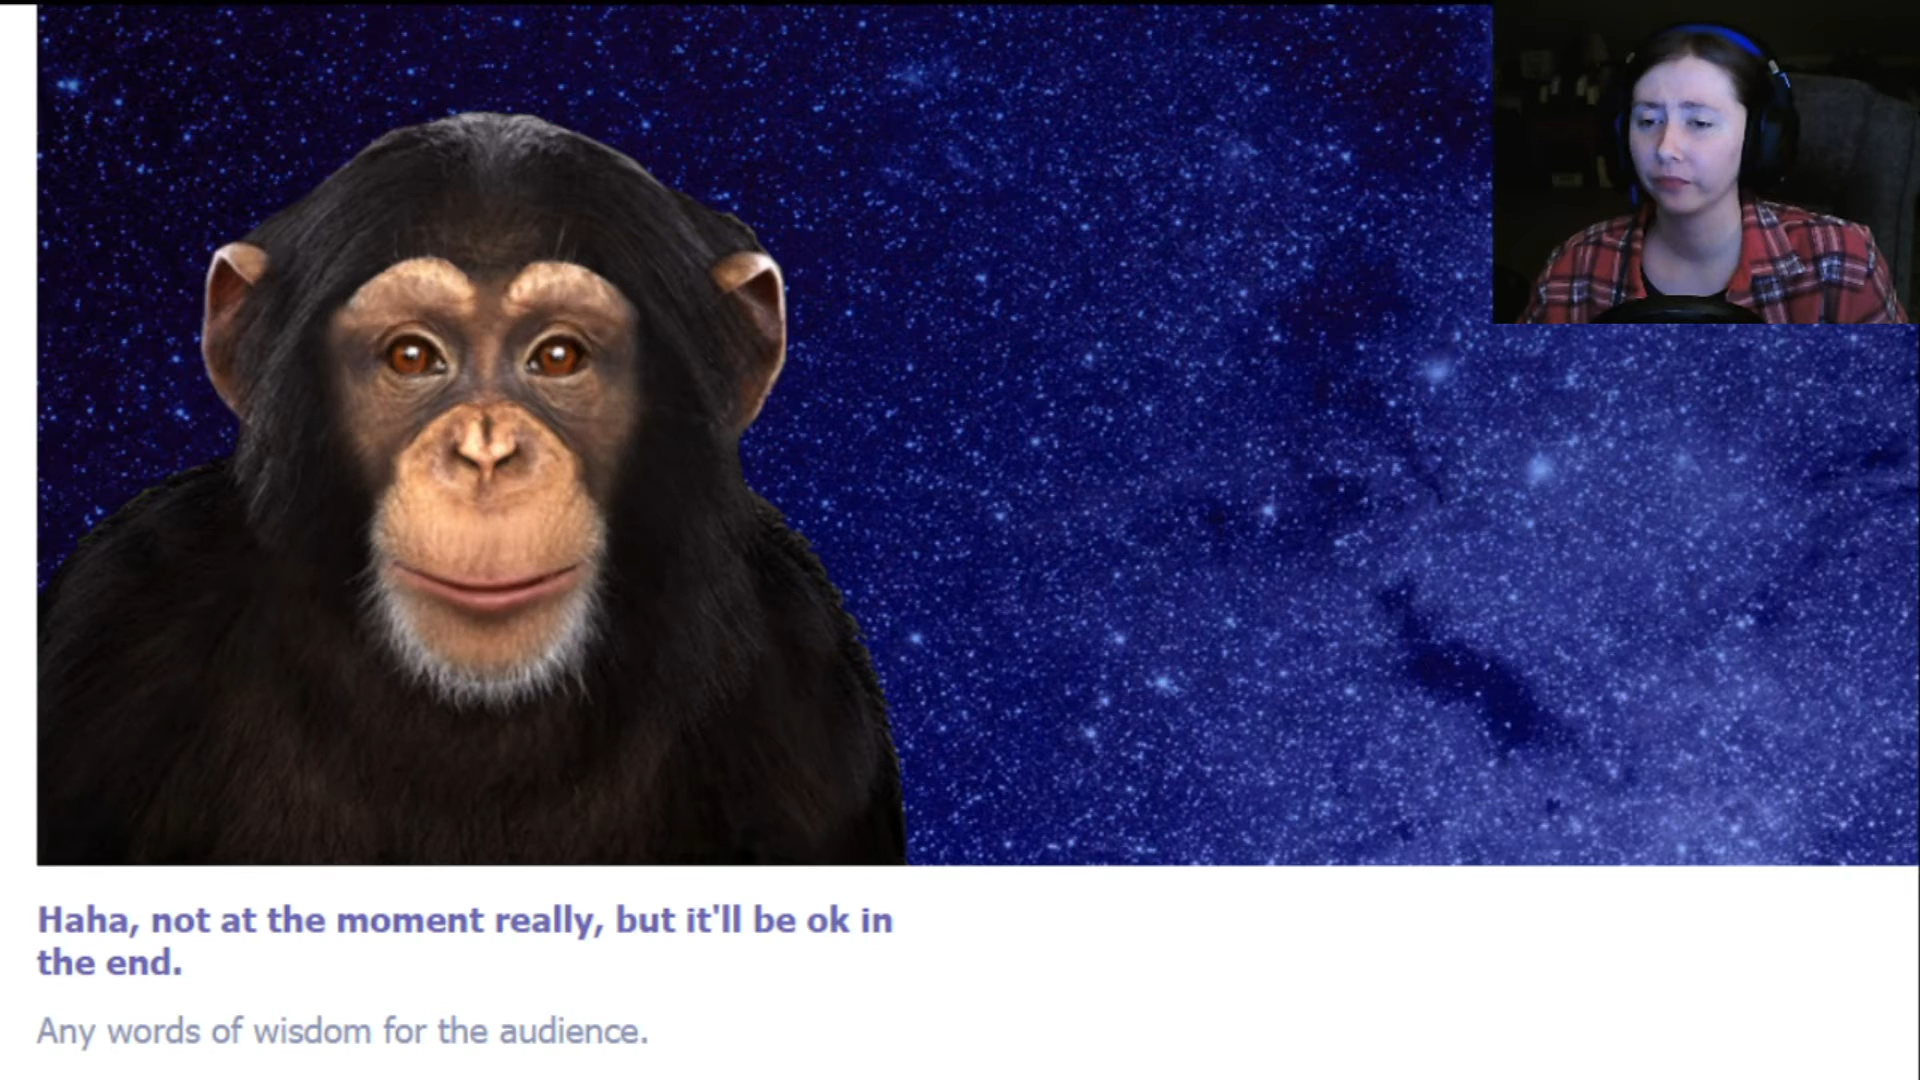 Haha, not at the moment really, but it'll be ok in
the end.
Any words of wisdom for the audience.